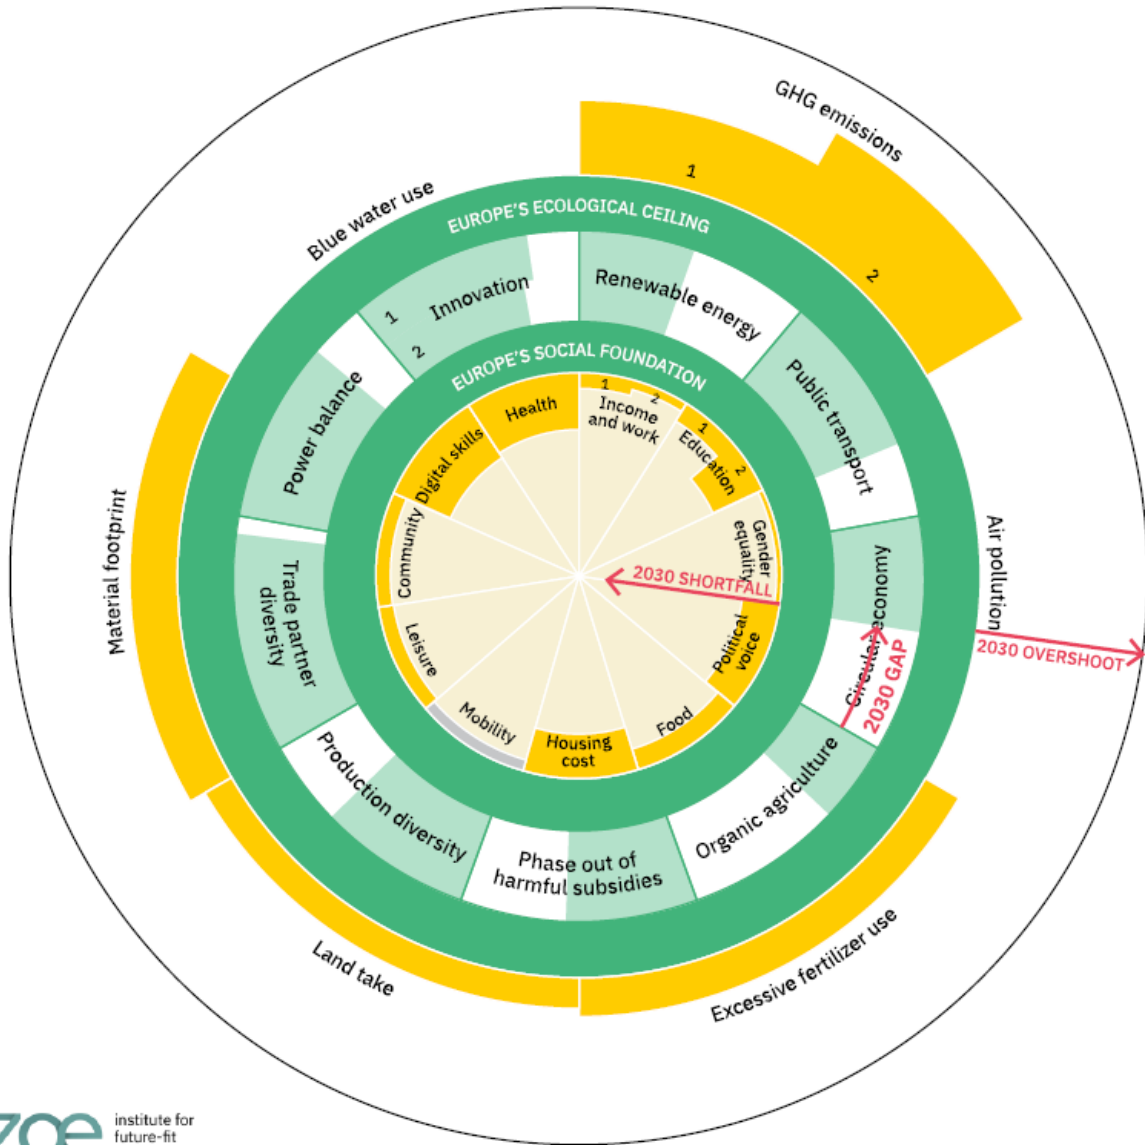 GHG emissions
1
2
Blue water use
EUROPE'S ECOLOGICAL CEILING
Innovation
1
2
Renewable energy
Public transport
Power balance
EUROPE'S SOCIAL FOUNDATION
Health
1
2
Income
and work
1
2
Education
Digital skills
Gender
equality
Community
2030 SHORTFALL
Political
voice
Leisure
Mobility
Housing
cost
Food
Material footprint
Trade partner
diversity
Circular economy
2030 GAP
Air pollution
2030 OVERSHOOT
Production diversity
Phase out of
harmful subsidies
Organic agriculture
Land take
Excessive fertilizer use
zoe
institute for
future-fit